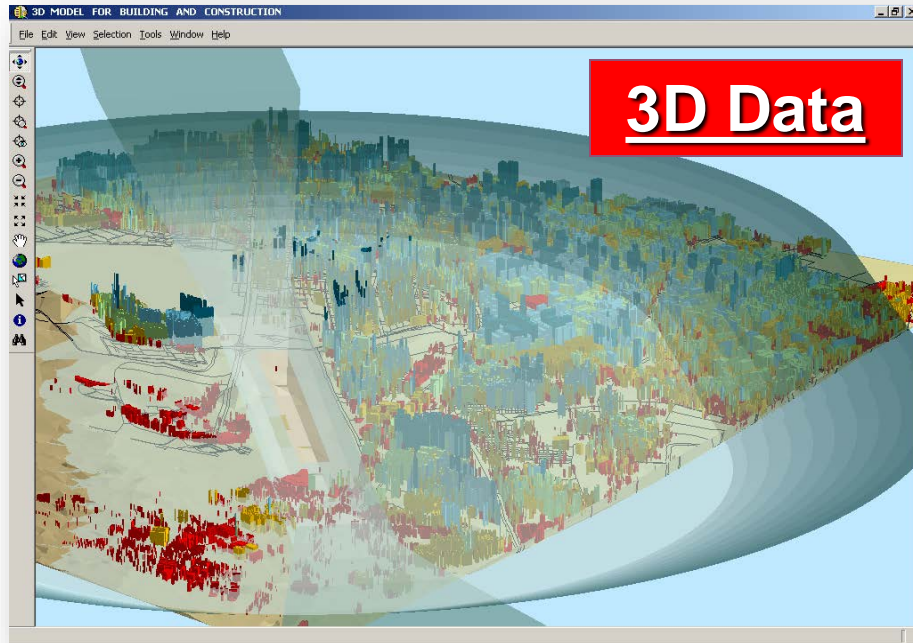 3D MODEL FOR BUILDING AND CONSTRUCTION
File Edit View Selection Tools Window Help
3D Data